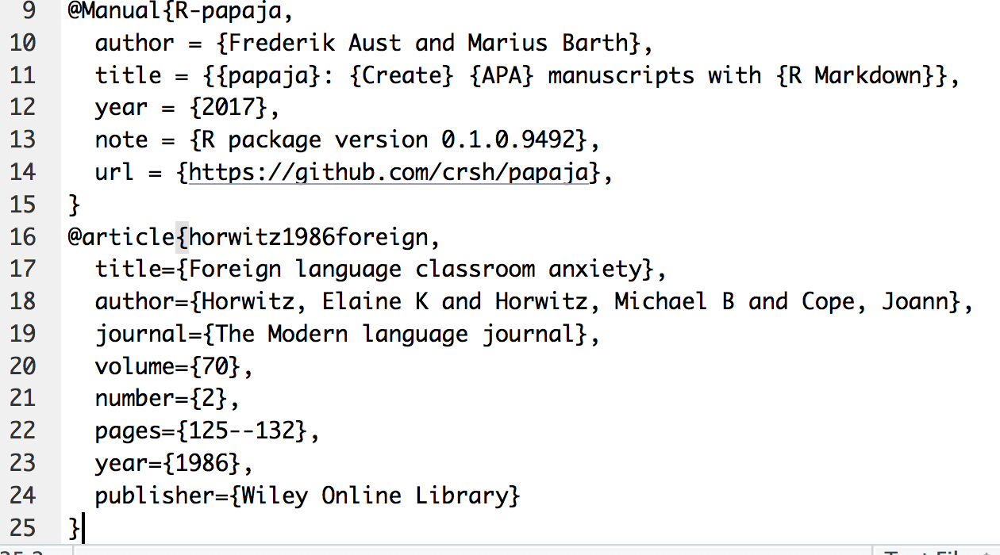 9 @Manual{R-papaja,
10 author = {Frederik Aust and Marius Barth},
11 title = {{papaja}: {Create} {APA} manuscripts with {R Markdown}},
12 year = {2017},
13 note = {R package version 0.1.0.9492},
14 url = {https://github.com/crsh/papaja},
15 }
16 @article{horwitz1986foreign,
17 title={Foreign language classroom anxiety},
18 author={Horwitz, Elaine K and Horwitz, Michael B and Cope, Joann},
19 journal={The Modern language journal},
20 volume={70},
21 number={2},
22 pages={125--132},
23 year={1986},
24 publisher={Wiley Online Library}
25 }